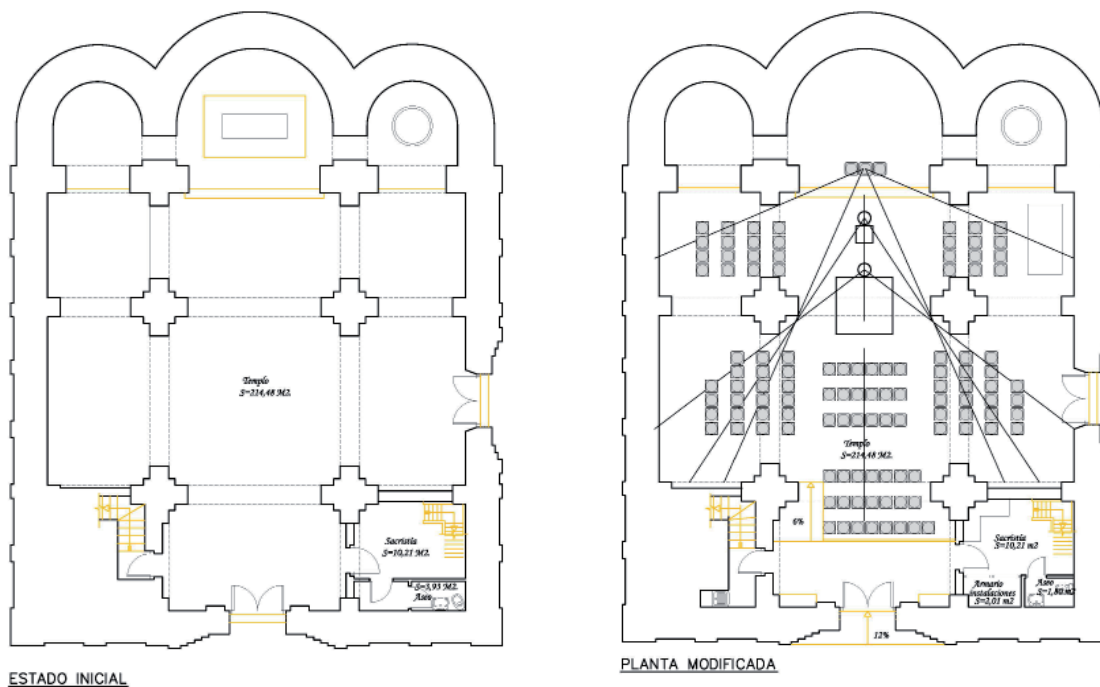 Templo
S=214,48 M2.
Sacristía
S=10,21 M2.
S=3,93 M2.
Aseo
ESTADO INICIAL
Templo
S=214,48 M2.
6%
Sacristía
S=10,21 m2
Armario
instalaciones
S=2,01 m2
Aseo
S=1,80 m2
12%
PLANTA MODIFICADA